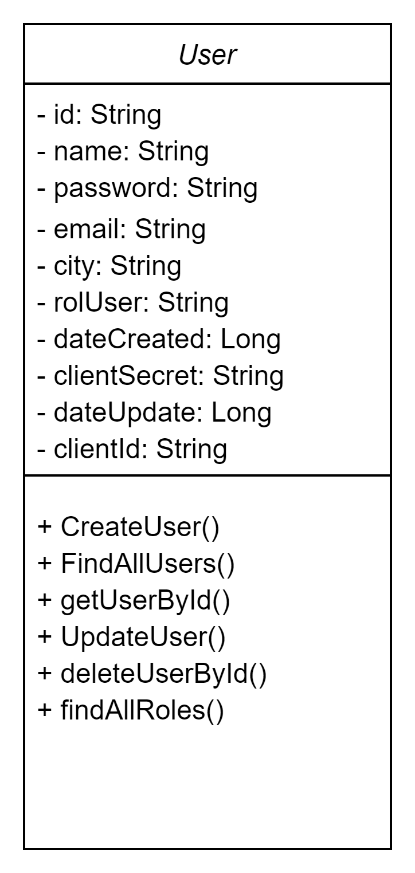 User
- id: String
- name: String
- password: String
- email: String
- city: String
- rolUser: String
- dateCreated: Long
- clientSecret: String
- dateUpdate: Long
- clientId: String
+ CreateUser()
+ FindAllUsers()
+ getUserById()
+ UpdateUser()
+ deleteUserById()
+ findAllRoles()